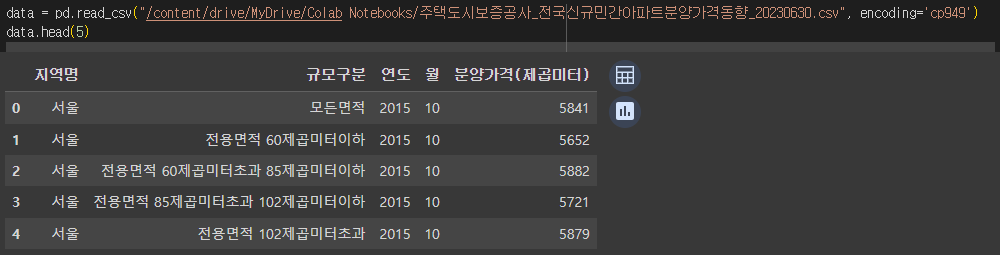 data = pd.read_csv("/content/drive/MyDrive/Colab Notebooks/주택도시보증공사_전국신규민간아파트분양가격동향_20230630.csv", encoding='cp949')
data.head(5)
지역명 규모구분 연도 월 분양가격(제곱미터)
0 서울 모든면적 2015 10 5841
1 서울 전용면적 60제곱미터이하 2015 10 5652
2 서울 전용면적 60제곱미터초과 85제곱미터이하 2015 10 5882
3 서울 전용면적 85제곱미터초과 102제곱미터이하 2015 10 5721
4 서울 전용면적 102제곱미터초과 2015 10 5879